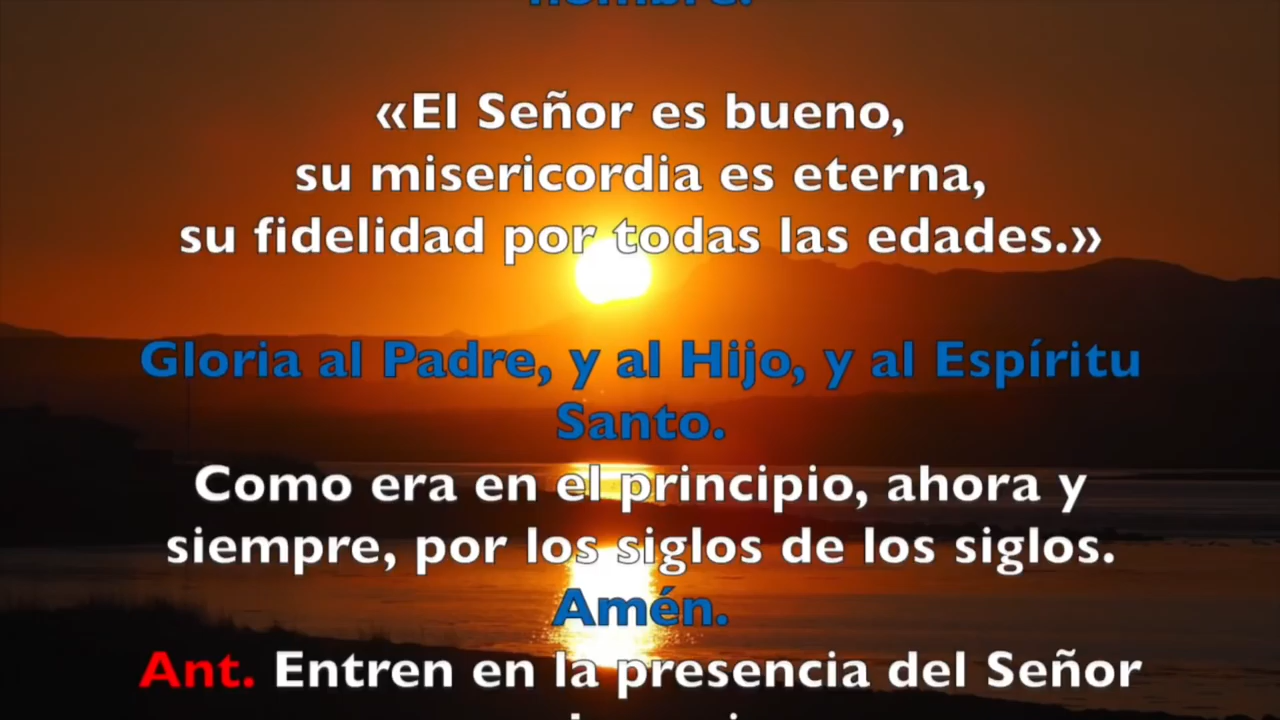 «El Señor es bueno,
su misericordia es eterna,
su fidelidad por todas las edades.»
Gloria al Padre, y al Hijo, y al Espíritu
Santo.
Como era en el principio, ahora y
siempre, por los siglos de los siglos.
Amén.
Ant. Entren en la presencia del Señor